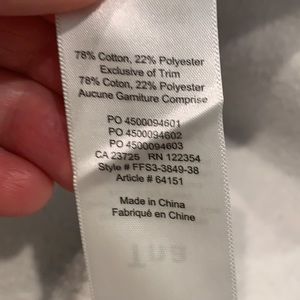 78% Cotton, 22% Polyester
Exclusive of Trim
78% Coton, 22% Polyester
Aucune Garniture Comprise
PO 4500094601
PO 4500094602
PO 4500094603
CA 23725 RN 122354
Style # FFS3-3849-38
Article # 64151
Made in China
Fabriqué en Chine